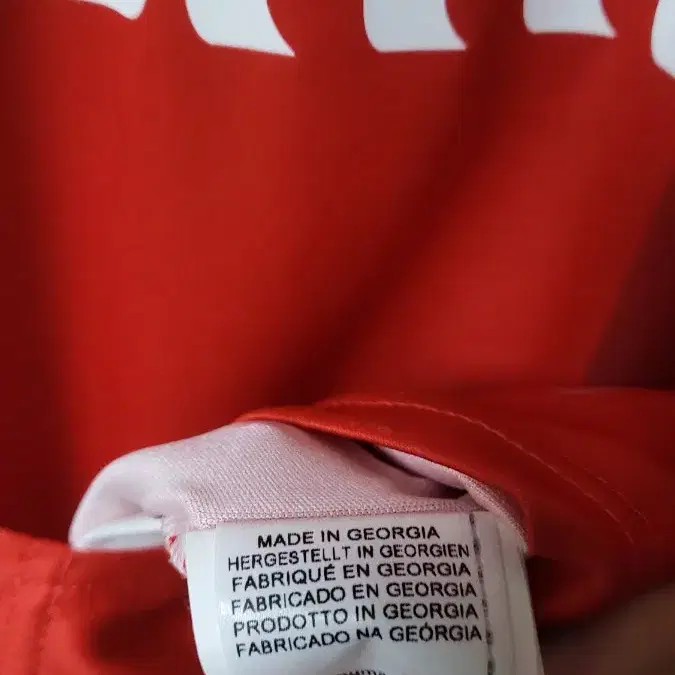 MADE IN GEORGIA
HERGESTELLT IN GEORGIEN
FABRIQUÉ EN GEORGIA
FABRICADO EN GEORGIA
PRODOTTO IN GEORGIA
FABRICADO NA GEÓRGIA